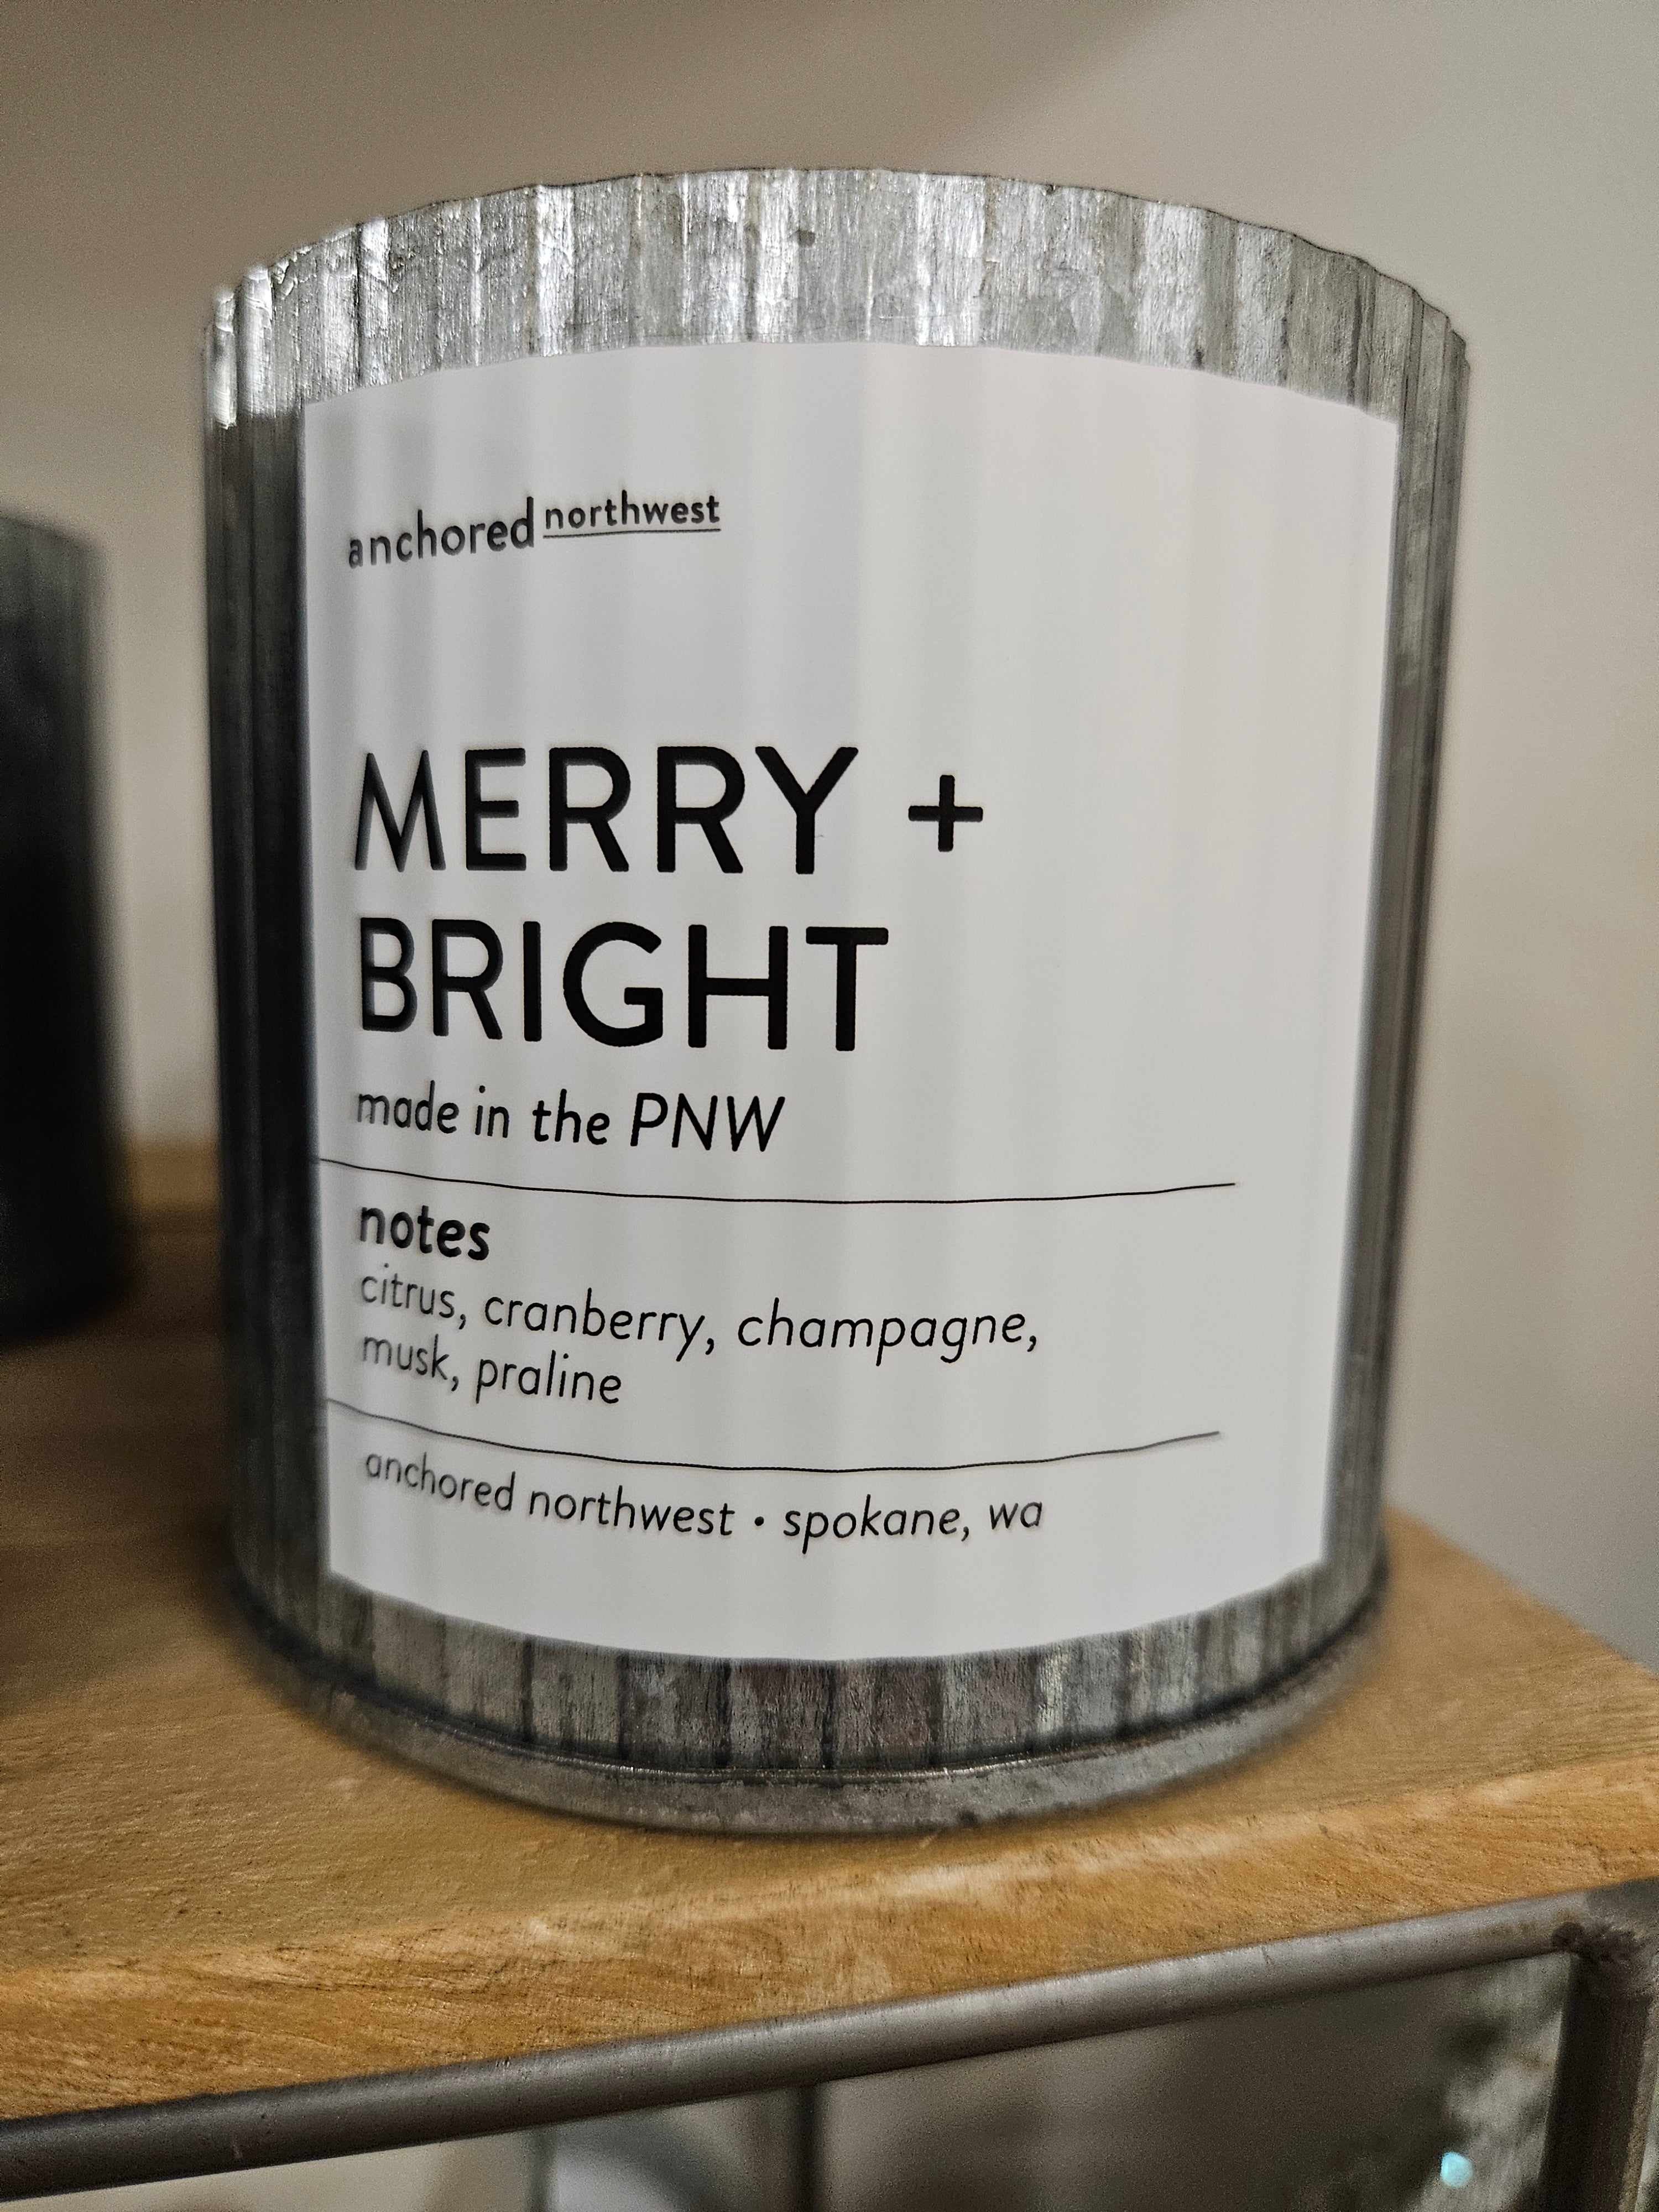 anchored northwest
MERRY +
BRIGHT
made in the PNW
notes
citrus, cranberry, champagne,
musk, praline
anchored northwest • spokane, wa